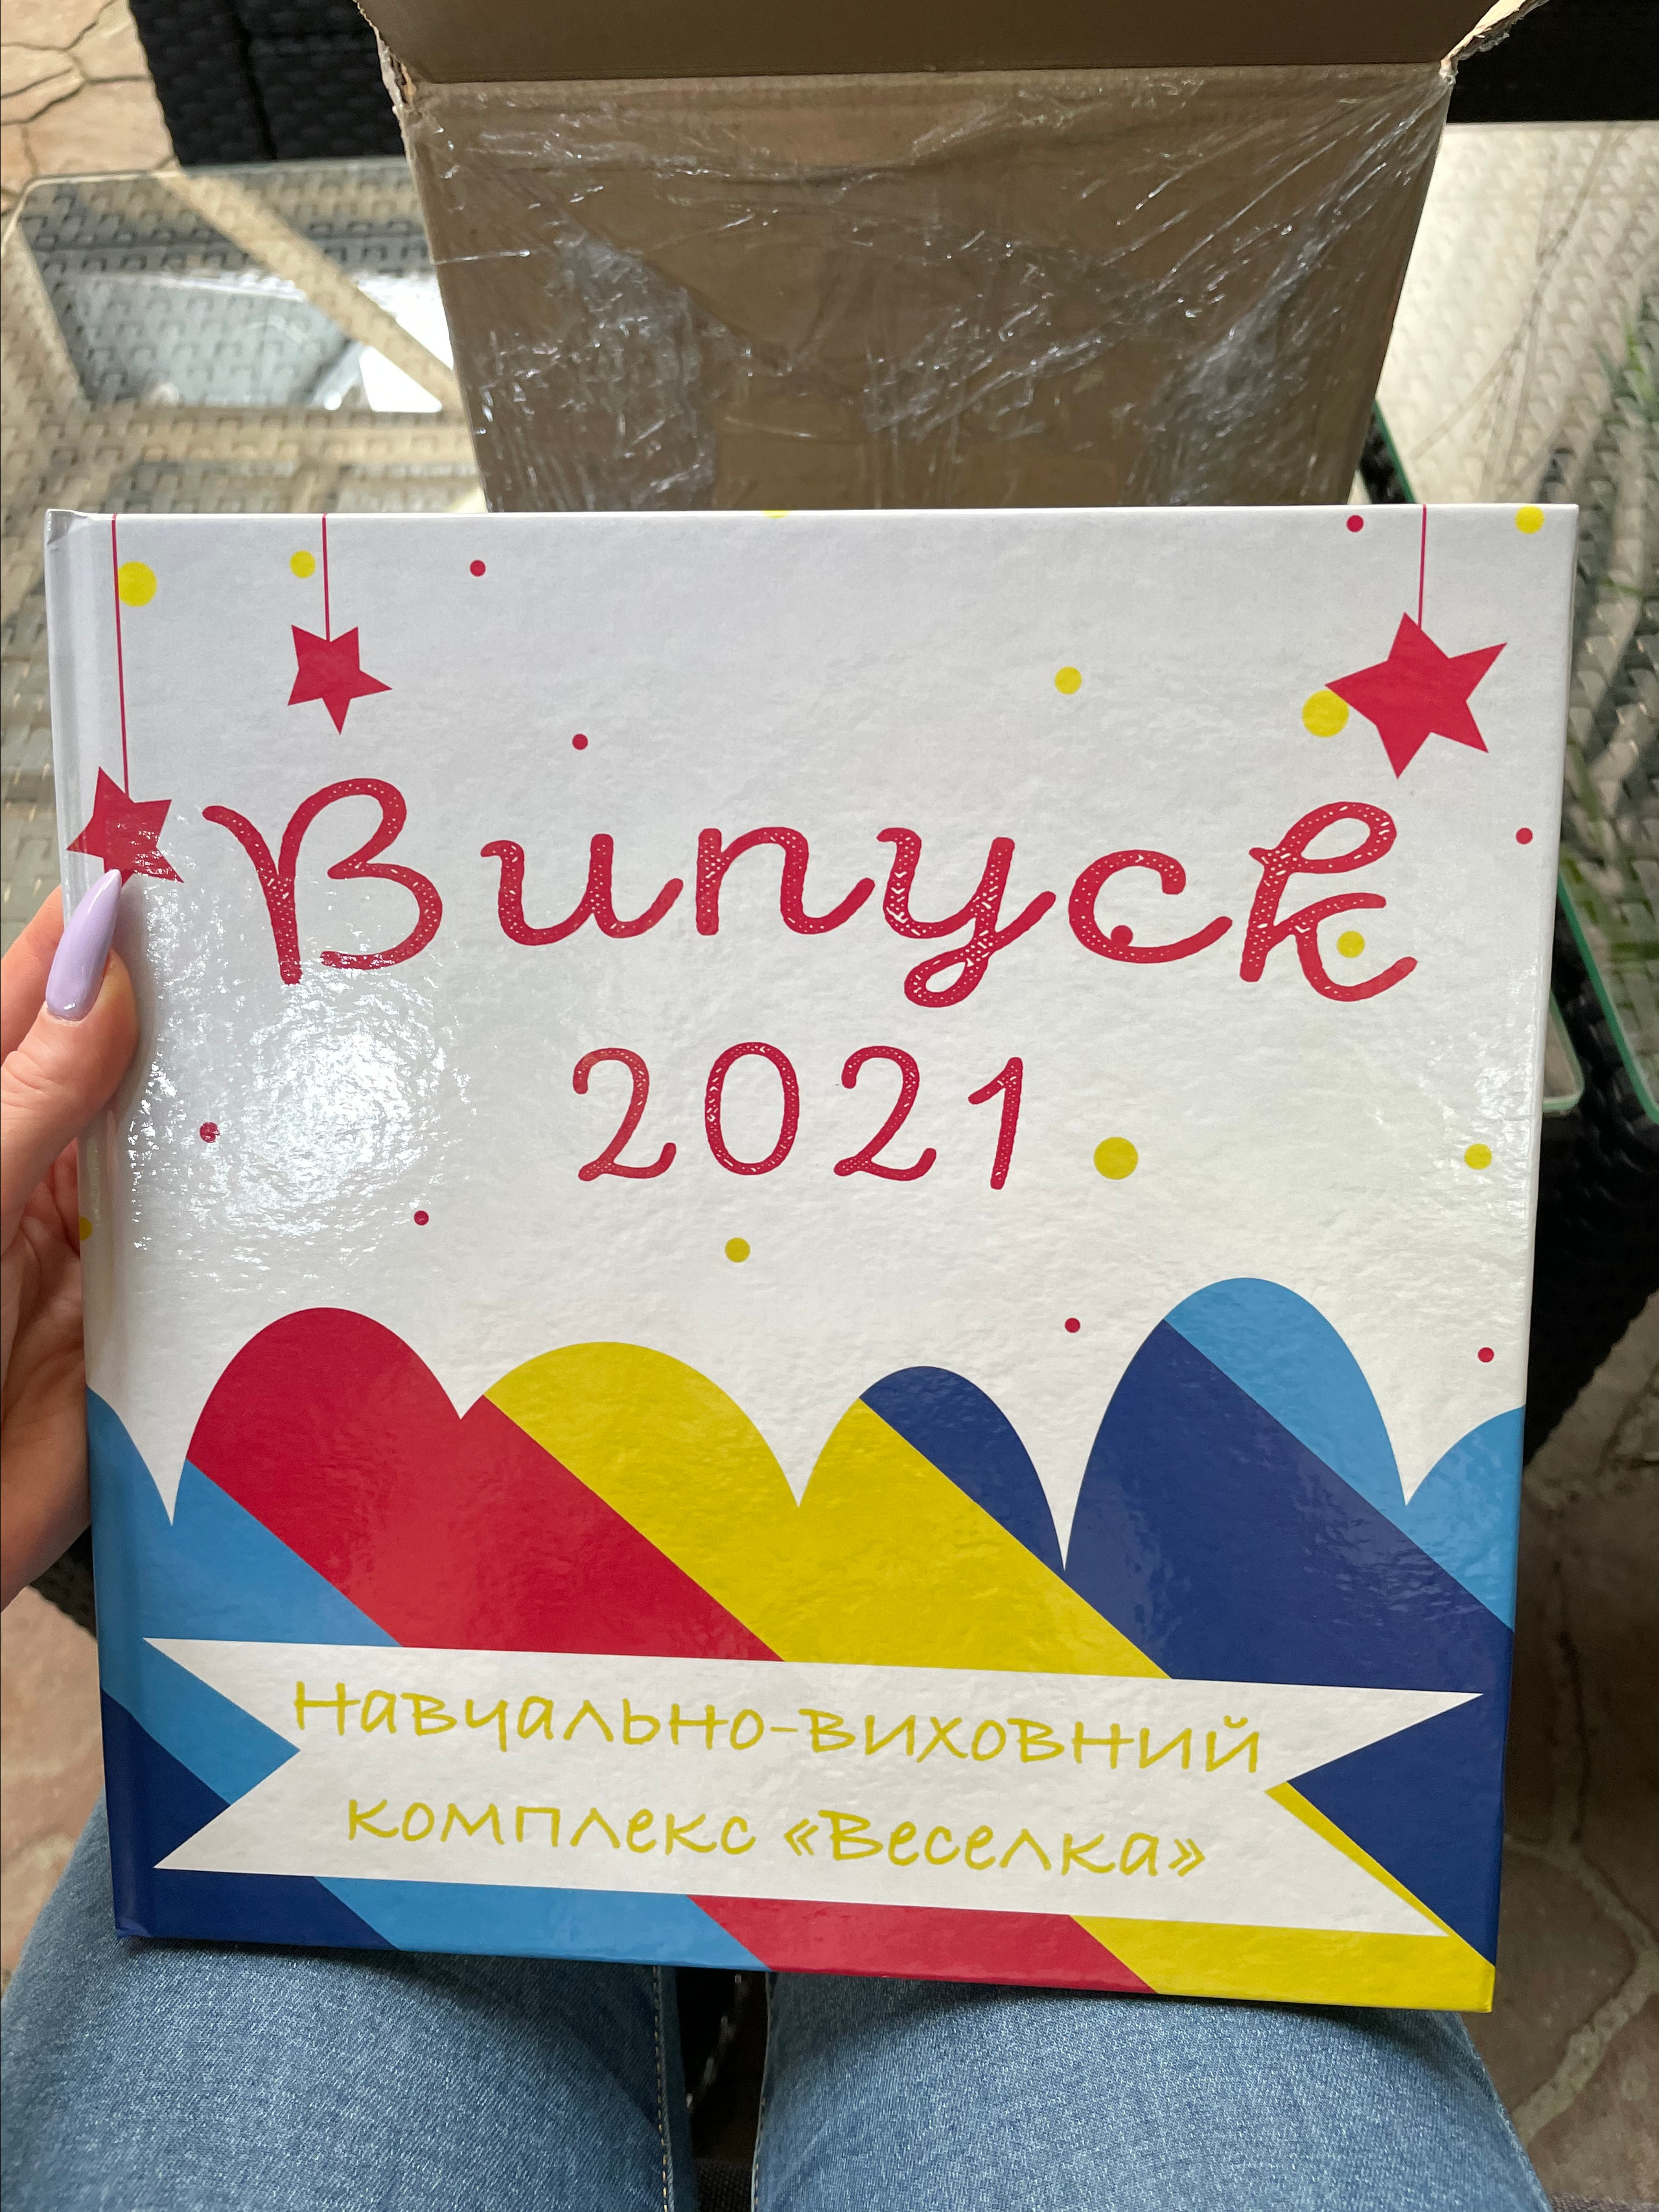 Випуск
2021
Навчально-виховний
комплекс «Веселка»